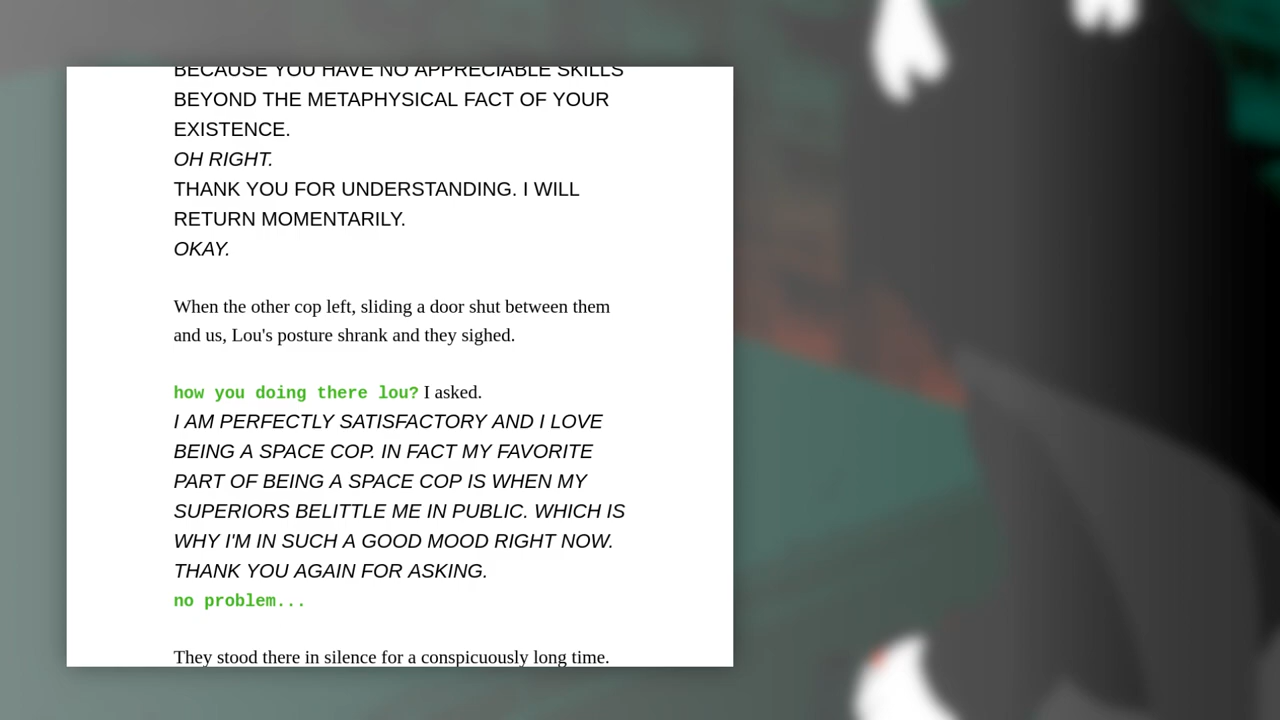 BECAUSE YOU HAVE NO APPRECIABLE SKILLS
BEYOND THE METAPHYSICAL FACT OF YOUR
EXISTENCE.
OH RIGHT.
THANK YOU FOR UNDERSTANDING. I WILL
RETURN MOMENTARILY.
OKAY.
When the other cop left, sliding a door shut between them
and us, Lou's posture shrank and they sighed.
how you doing there lou? I asked.
I AM PERFECTLY SATISFACTORY AND I LOVE
BEING A SPACE COP. IN FACT MY FAVORITE
PART OF BEING A SPACE COP IS WHEN MY
SUPERIORS BELITTLE ME IN PUBLIC. WHICH IS
WHY I'M IN SUCH A GOOD MOOD RIGHT NOW.
THANK YOU AGAIN FOR ASKING.
no problem...
They stood there in silence for a conspicuously long time.